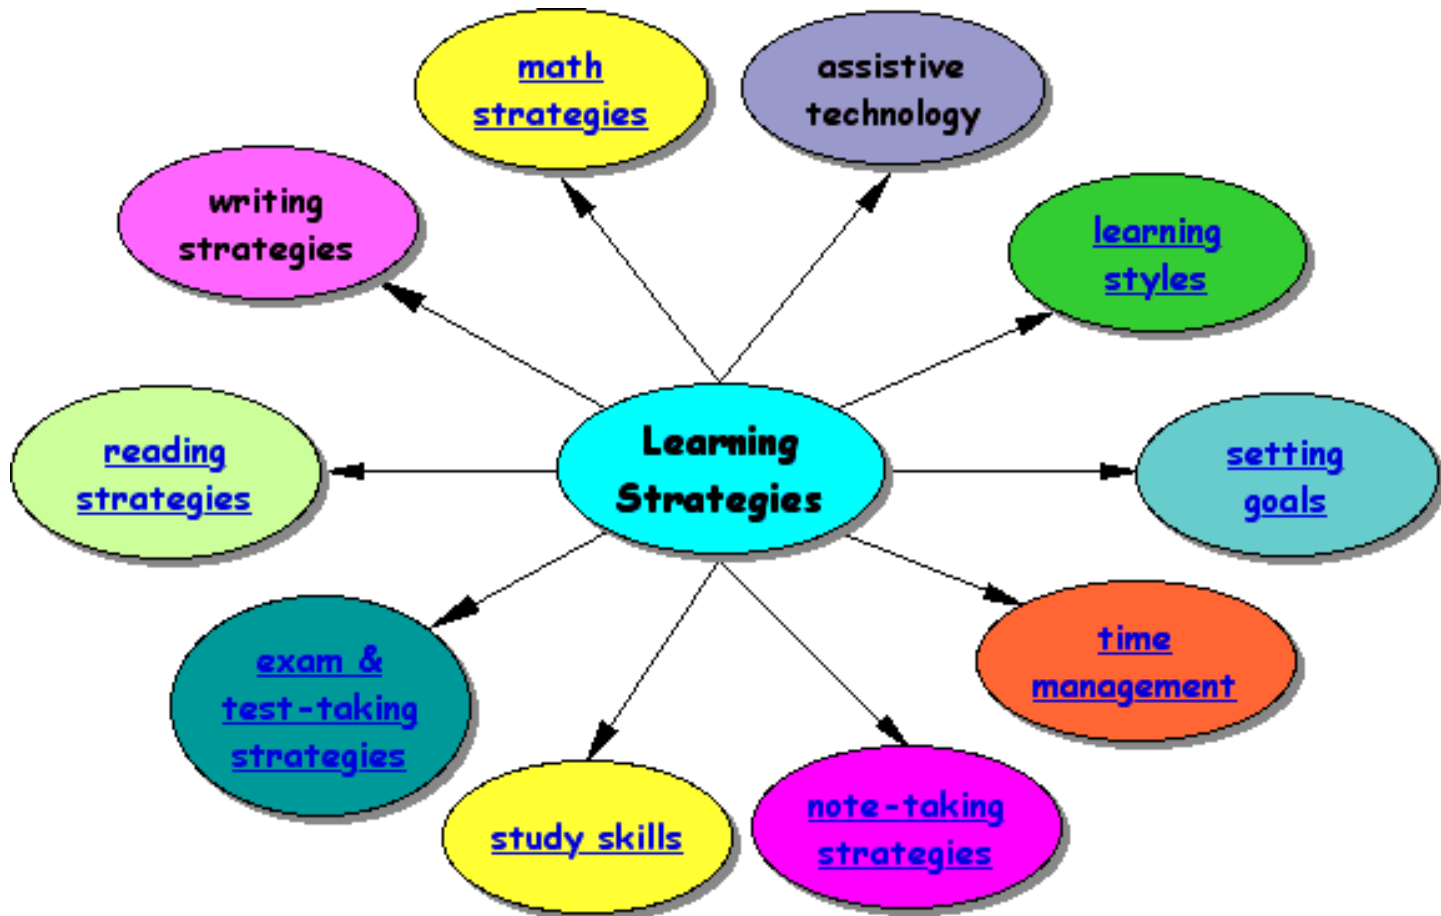 math
strategies
assistive
technology
writing
strategies
learning
styles
Learning
Strategies
reading
strategies
setting
goals
exam &
test-taking
strategies
time
management
study skills
note-taking
strategies